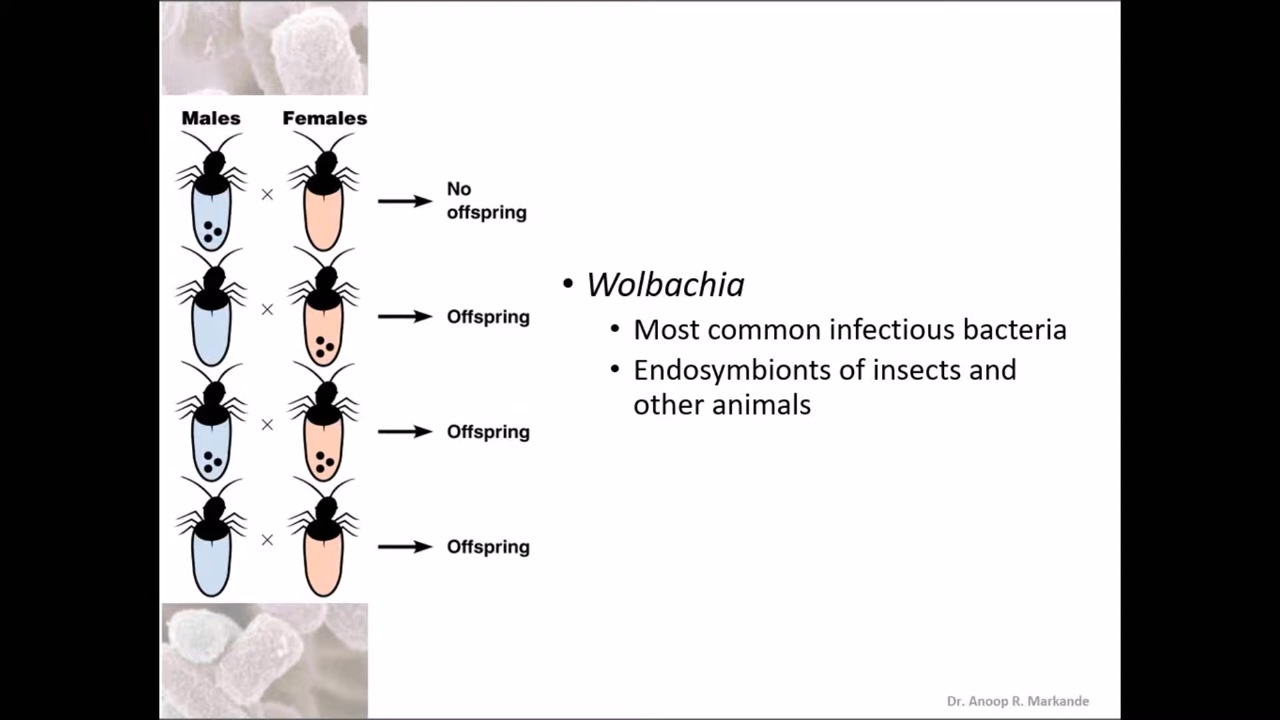 Males Females
× No
offspring
× Offspring
× Offspring
× Offspring
• Wolbachia
• Most common infectious bacteria
• Endosymbionts of insects and
other animals
Dr. Anoop R. Markande